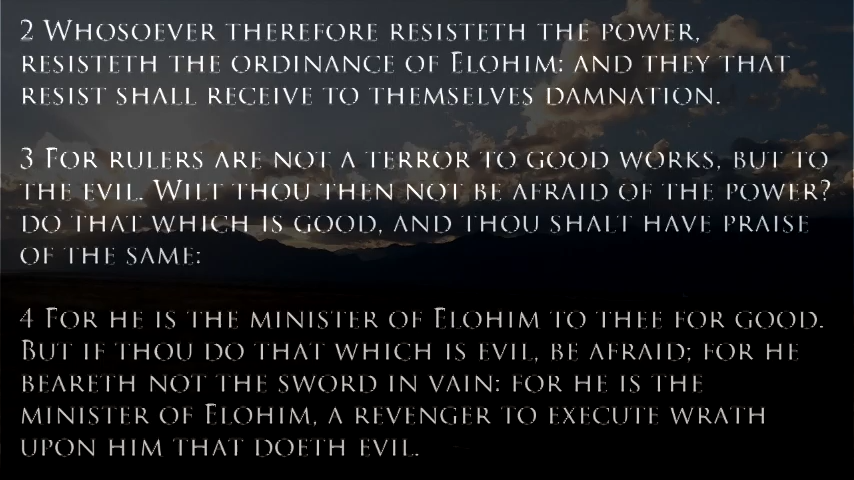 2 Whosoever therefore resisteth the power,
resisteth the ordinance of Elohim: and they that
resist shall receive to themselves damnation.
3 For rulers are not a terror to good works, but to
the evil. Wilt thou then not be afraid of the power?
do that which is good, and thou shalt have praise
of the same:
4 For he is the minister of Elohim to thee for good.
But if thou do that which is evil, be afraid; for he
beareth not the sword in vain: for he is the
minister of Elohim, a revenger to execute wrath
upon him that doeth evil.